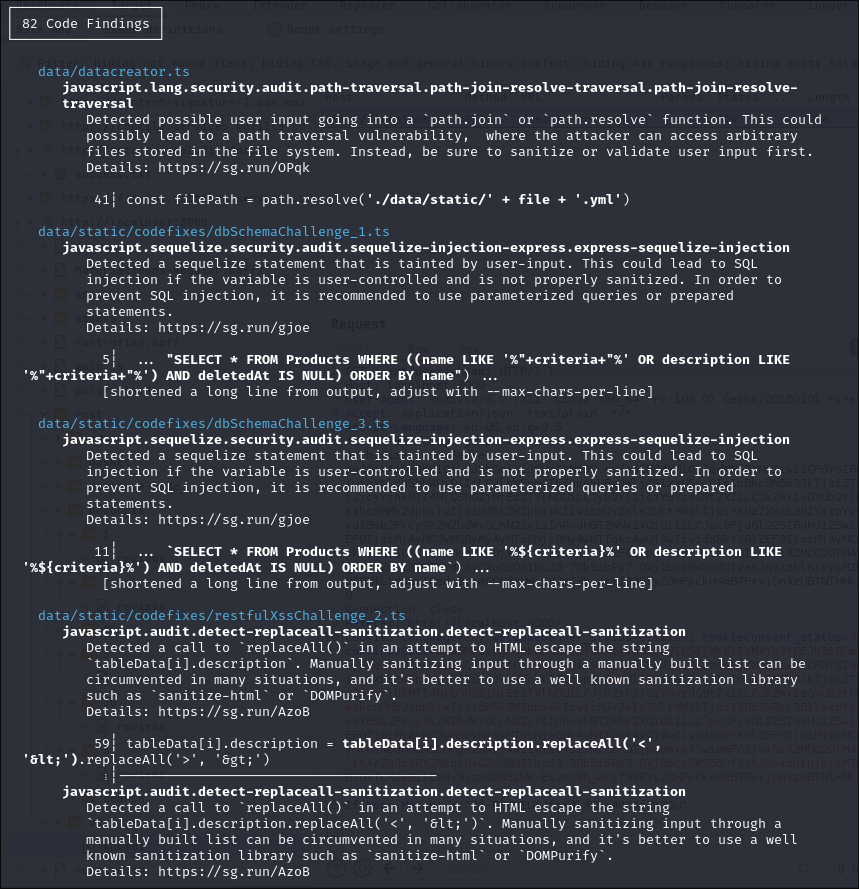 82 Code Findings
data/datacreator.ts
javascript.lang.security.audit.path-traversal.path-join-resolve-traversal.path-join-resolve-
traversal
Detected possible user input going into a `path.join` or `path.resolve` function. This could
possibly lead to a path traversal vulnerability,  where the attacker can access arbitrary
files stored in the file system. Instead, be sure to sanitize or validate user input first.
Details: https://sg.run/OPqk
41┆ const filePath = path.resolve('./data/static/' + file + '.yml')
data/static/codefixes/dbSchemaChallenge_1.ts
javascript.sequelize.security.audit.sequelize-injection-express.express-sequelize-injection
Detected a sequelize statement that is tainted by user-input. This could lead to SQL
injection if the variable is user-controlled and is not properly sanitized. In order to
prevent SQL injection, it is recommended to use parameterized queries or prepared
statements.
Details: https://sg.run/gjoe
5┆  ... "SELECT * FROM Products WHERE ((name LIKE '%"+criteria+"%' OR description LIKE
'%"+criteria+"%') AND deletedAt IS NULL) ORDER BY name") ...
[shortened a long line from output, adjust with --max-chars-per-line]
data/static/codefixes/dbSchemaChallenge_3.ts
javascript.sequelize.security.audit.sequelize-injection-express.express-sequelize-injection
Detected a sequelize statement that is tainted by user-input. This could lead to SQL
injection if the variable is user-controlled and is not properly sanitized. In order to
prevent SQL injection, it is recommended to use parameterized queries or prepared
statements.
Details: https://sg.run/gjoe
11┆  ... `SELECT * FROM Products WHERE ((name LIKE '%${criteria}%' OR description LIKE
'%${criteria}%') AND deletedAt IS NULL) ORDER BY name`) ...
[shortened a long line from output, adjust with --max-chars-per-line]
data/static/codefixes/restfulXssChallenge_2.ts
javascript.audit.detect-replaceall-sanitization.detect-replaceall-sanitization
Detected a call to `replaceAll()` in an attempt to HTML escape the string
`tableData[i].description`. Manually sanitizing input through a manually built list can be
circumvented in many situations, and it's better to use a well known sanitization library
such as `sanitize-html` or `DOMPurify`.
Details: https://sg.run/AzoB
59┆ tableData[i].description = tableData[i].description.replaceAll('<',
'&lt;').replaceAll('>', '&gt;')
javascript.audit.detect-replaceall-sanitization.detect-replaceall-sanitization
Detected a call to `replaceAll()` in an attempt to HTML escape the string
`tableData[i].description.replaceAll('<', '&lt;')`. Manually sanitizing input through a
manually built list can be circumvented in many situations, and it's better to use a well
known sanitization library such as `sanitize-html` or `DOMPurify`.
Details: https://sg.run/AzoB